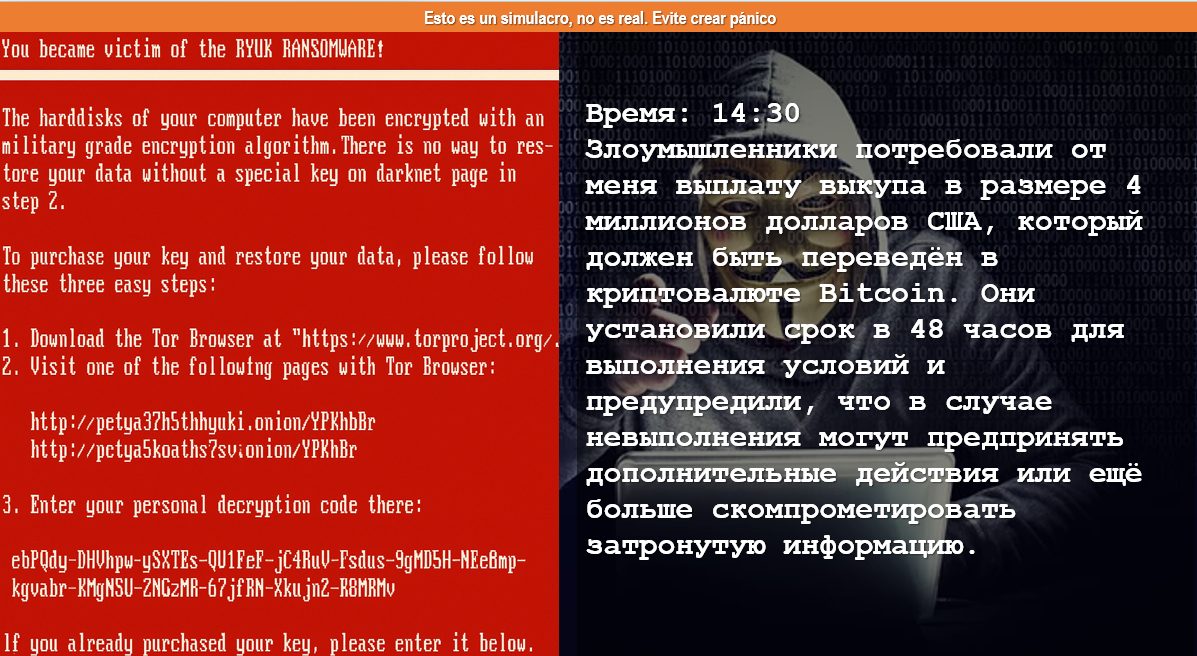 Esto es un simulacro, no es real. Evite crear pánico
You became victim of the RYUK RANSOMWARE!
The harddisks of your computer have been encrypted with an
military grade encryption algorithm.There is no way to res-
tore your data without a special key on darknet page in
step 2.
To purchase your key and restore your data, please follow
these three easy steps:
1. Download the Tor Browser at "https://www.torproject.org/.
2. Visit one of the following pages with Tor Browser:
http://petya37h5thhyuki.onion/YPKhbBr
http://petya5koaths7sv.onion/YPKhBr
3. Enter your personal decryption code there:
ebPQdy-DHVhpw-ySXTEs-QU1FeF-jC4RuV-Fsdus-9gMD5H-NEe8mp-
kgvabr-KMgNSU-2NGzMR-67jfRN-Xkujn2-R8MRMv
If you already purchased your key, please enter it below.
Время: 14:30
Злоумышленники потребовали от
меня выплату выкупа в размере 4
миллионов долларов США, который
должен быть переведён в
криптовалюте Bitcoin. Они
установили срок в 48 часов для
выполнения условий и
предупредили, что в случае
невыполнения могут предпринять
дополнительные действия или ещё
больше скомпрометировать
затронутую информацию.